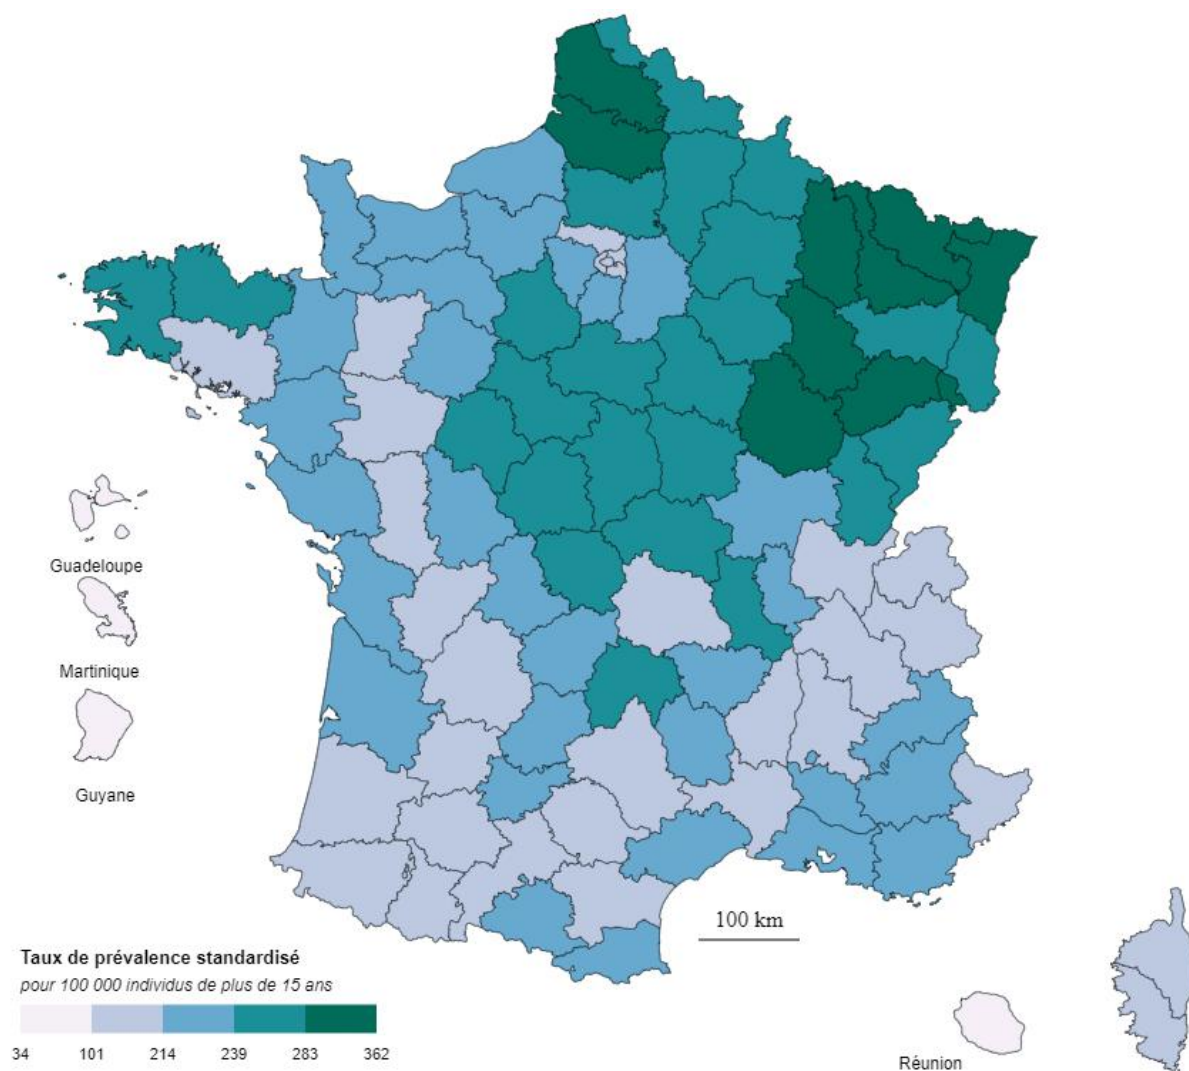 Guadeloupe
Martinique
Guyane
100 km
Taux de prévalence standardisé
pour 100 000 individus de plus de 15 ans
34 101 214 239 283 362
Réunion